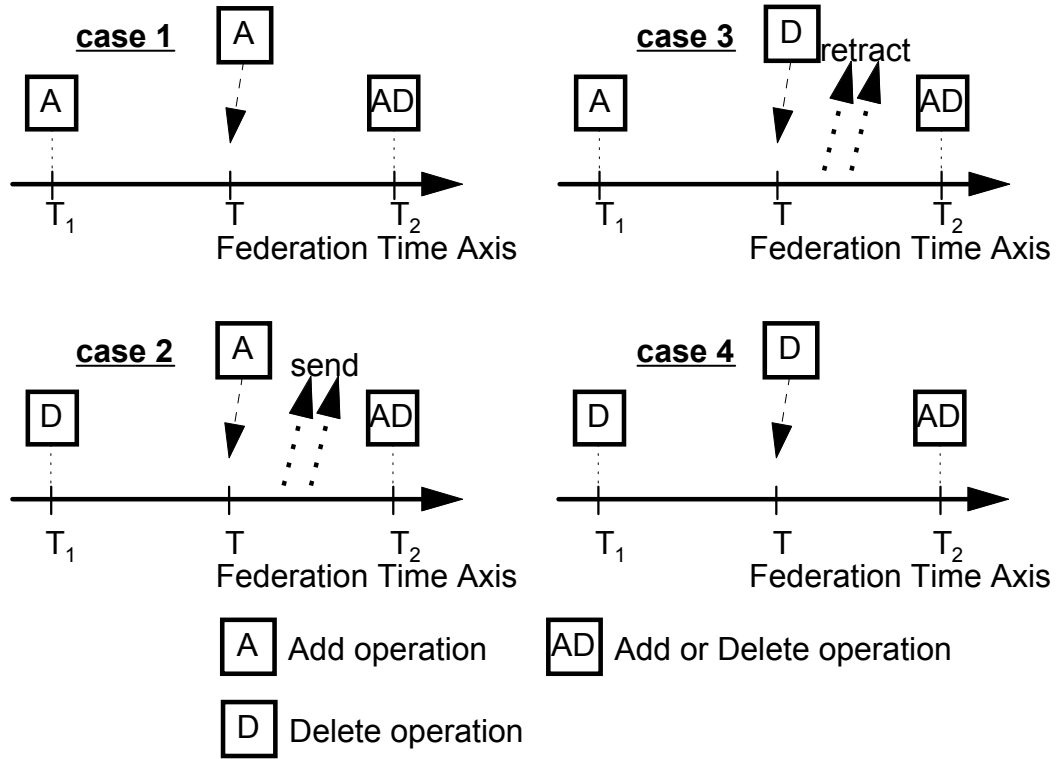 case 1
A
A
AD
T1 T T2
Federation Time Axis
case 3
D
retract
A
AD
T1 T T2
Federation Time Axis
case 2
A
send
D
AD
T1 T T2
Federation Time Axis
case 4
D
D
AD
T1 T T2
Federation Time Axis
A Add operation
AD Add or Delete operation
D Delete operation